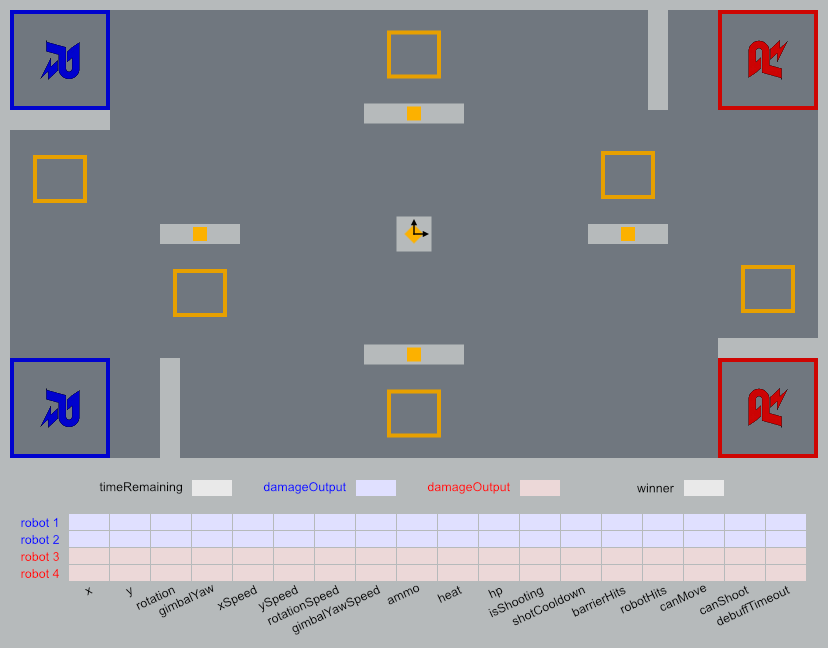 timeRemaining damageOutput damageOutput winner
robot 1
robot 2
robot 3
robot 4
x y rotation gimbalYaw xSpeed ySpeed rotationSpeed gimbalYawSpeed ammo heat hp isShooting shotCooldown barrierHits robotHits canMove canShoot debuffTimeout